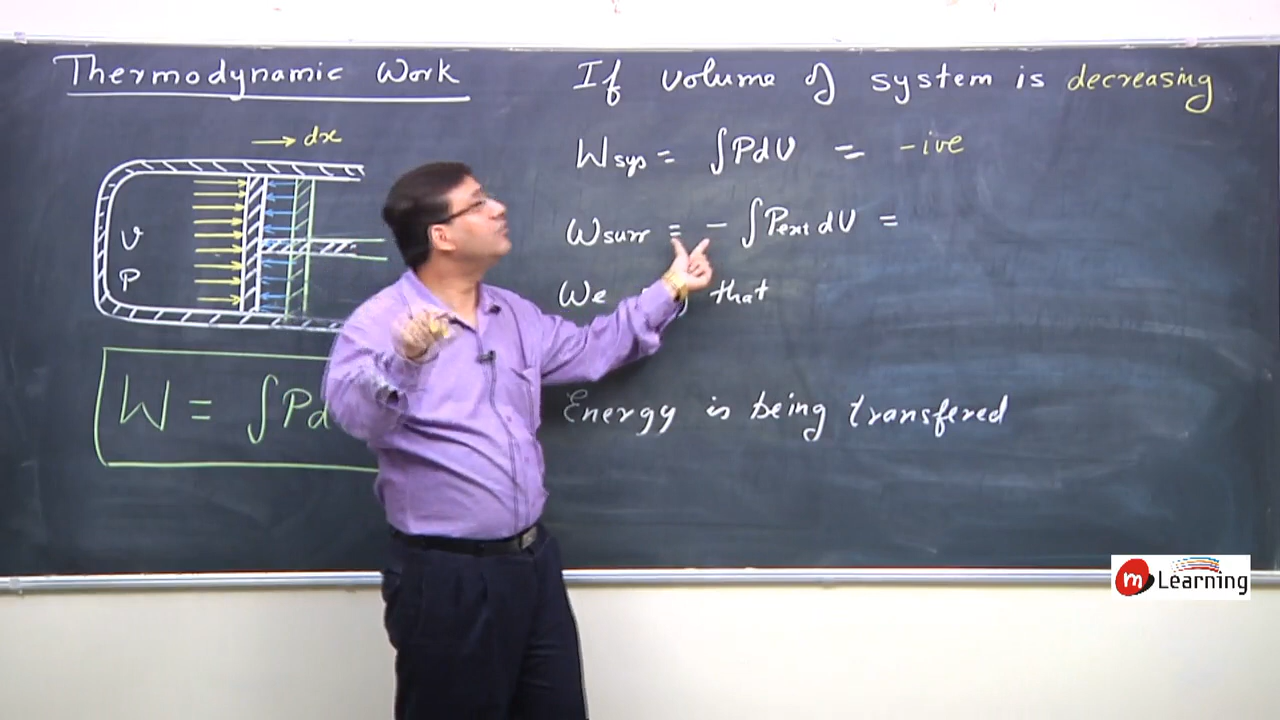 Thermodynamic Work
→ dx
V
P
W = ∫Pd
If volume of system is decreasing
Wsys = ∫PdV = -ive
Wsurr = - ∫Pext dV =
We that
Energy is being transfered
m Learning